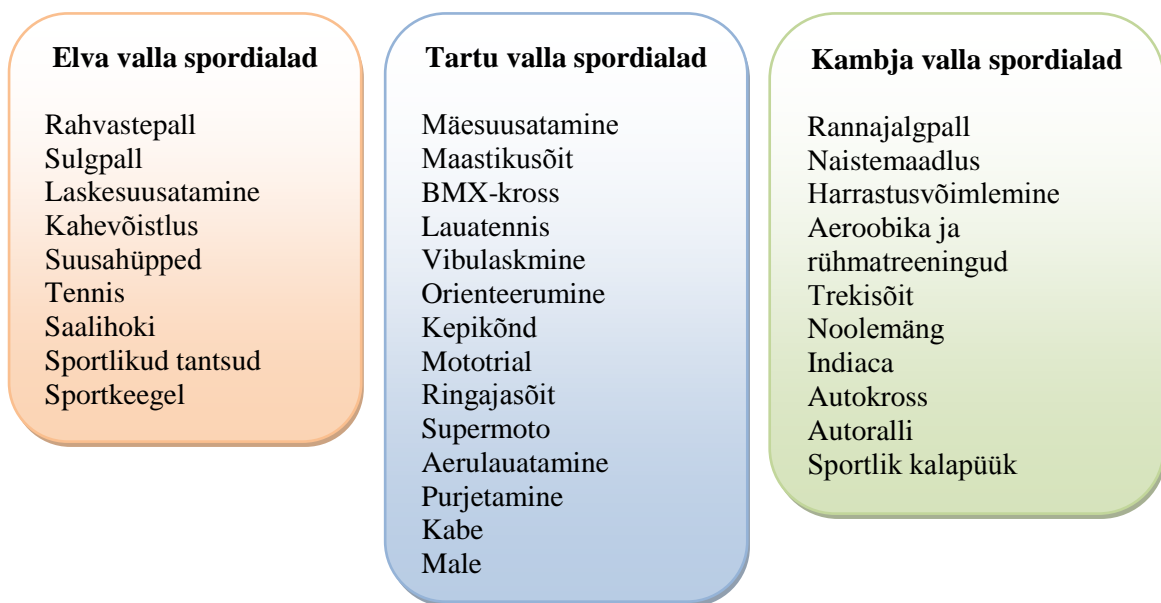 Elva valla spordialad
Rahvastepall
Sulgpall
Laskesuusatamine
Kahevõistlus
Suusahüpped
Tennis
Saalihoki
Sportlikud tantsud
Sportkeegel
Tartu valla spordialad
Mäesuusatamine
Maastikusõit
BMX-kross
Lauatennis
Vibulaskmine
Orienteerumine
Kepikõnd
Mototrial
Ringajasõit
Supermoto
Aerulauatamine
Purjetamine
Kabe
Male
Kambja valla spordialad
Rannajalgpall
Naistemaadlus
Harrastusvõimlemine
Aeroobika ja
rühmatreeningud
Trekisõit
Noolemäng
Indiaca
Autokross
Autoralli
Sportlik kalapüük